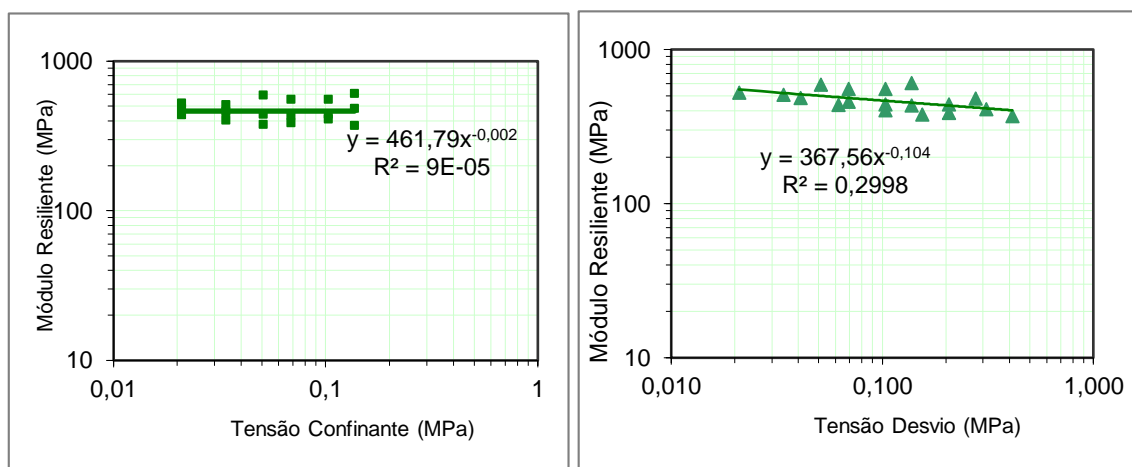 1000
100
10
Módulo Resiliente (MPa)
y = 461,79x^-0,002
R² = 9E-05
0,01
0,1
1
Tensão Confinante (MPa)
1000
100
10
Módulo Resiliente (MPa)
y = 367,56x^-0,104
R² = 0,2998
0,010
0,100
1,000
Tensão Desvio (MPa)